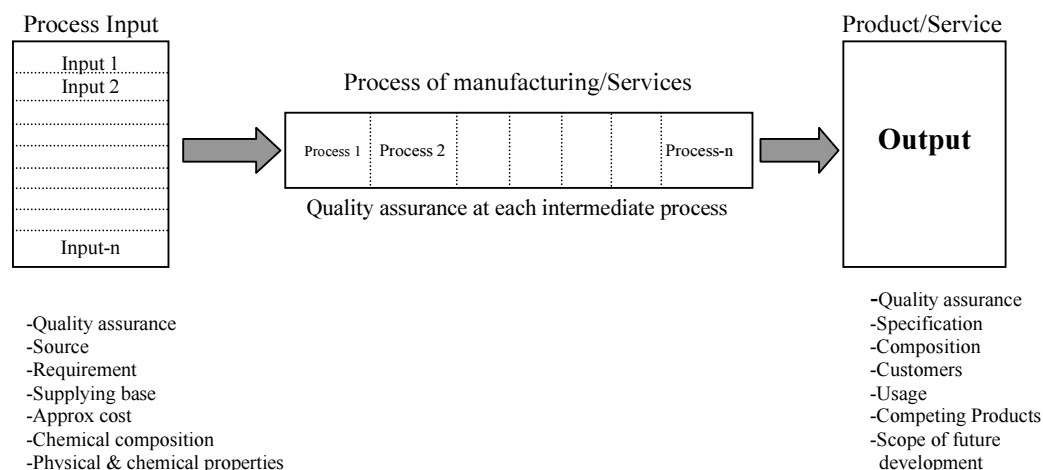 Process Input
Input 1
Input 2
Input-n
-Quality assurance
-Source
-Requirement
-Supplying base
-Approx cost
-Chemical composition
-Physical & chemical properties
Process of manufacturing/Services
Process 1
Process 2
Process-n
Quality assurance at each intermediate process
Product/Service
Output
-Quality assurance
-Specification
-Composition
-Customers
-Usage
-Competing Products
-Scope of future
development